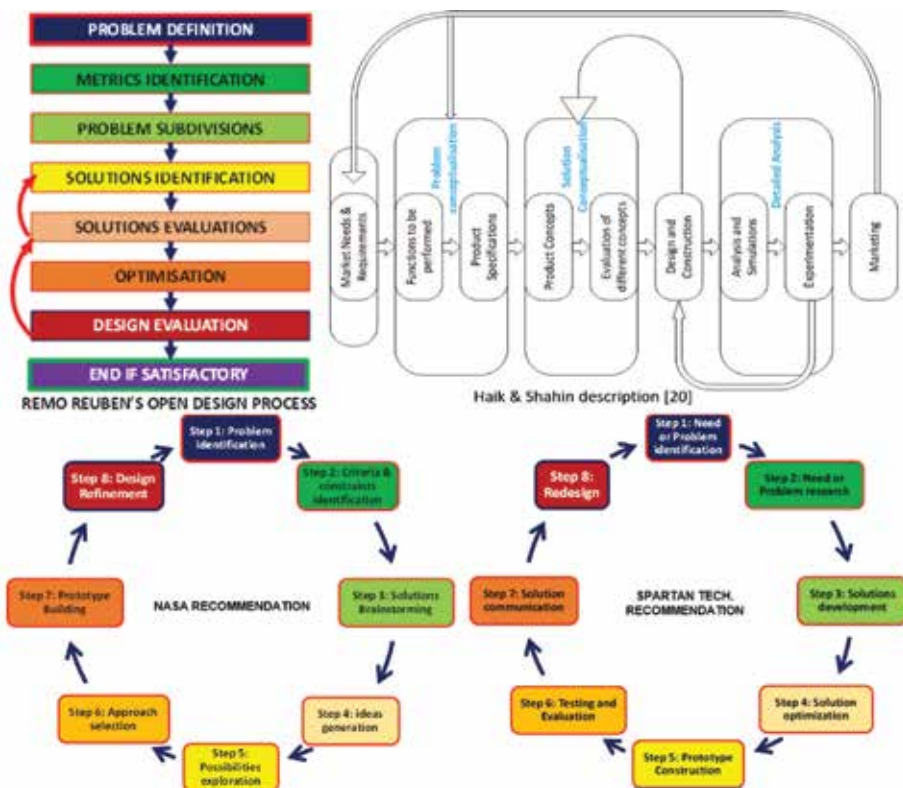 PROBLEM DEFINITION
METRICS IDENTIFICATION
PROBLEM SUBDIVISIONS
SOLUTIONS IDENTIFICATION
SOLUTIONS EVALUATIONS
OPTIMISATION
DESIGN EVALUATION
END IF SATISFACTORY
REMO REUBEN'S OPEN DESIGN PROCESS
Market Needs &
Requirements
Problem
conceptualisation
Functions to be
performed
Product
Specifications
Solution
Conceptualisation
Product Concepts
Evaluation of
different concepts
Design and
Construction
Detailed Analysis
Analysis and
Simulations
Experimentation
Marketing
Haik & Shahin description [20]
Step 1: Problem
identification
Step 2: Criteria &
constraints
identification
Step 3: Solutions
Brainstorming
Step 4: ideas
generation
Step 5:
Possibilities
exploration
Step 6: Approach
selection
Step 7: Prototype
Building
Step 8: Design
Refinement
NASA RECOMMENDATION
Step 1: Need
or Problem
identification
Step 2: Need or
Problem research
Step 3: Solutions
development
Step 4: Solution
optimization
Step 5: Prototype
Construction
Step 6: Testing and
Evaluation
Step 7: Solution
communication
Step 8:
Redesign
SPARTAN TECH.
RECOMMENDATION